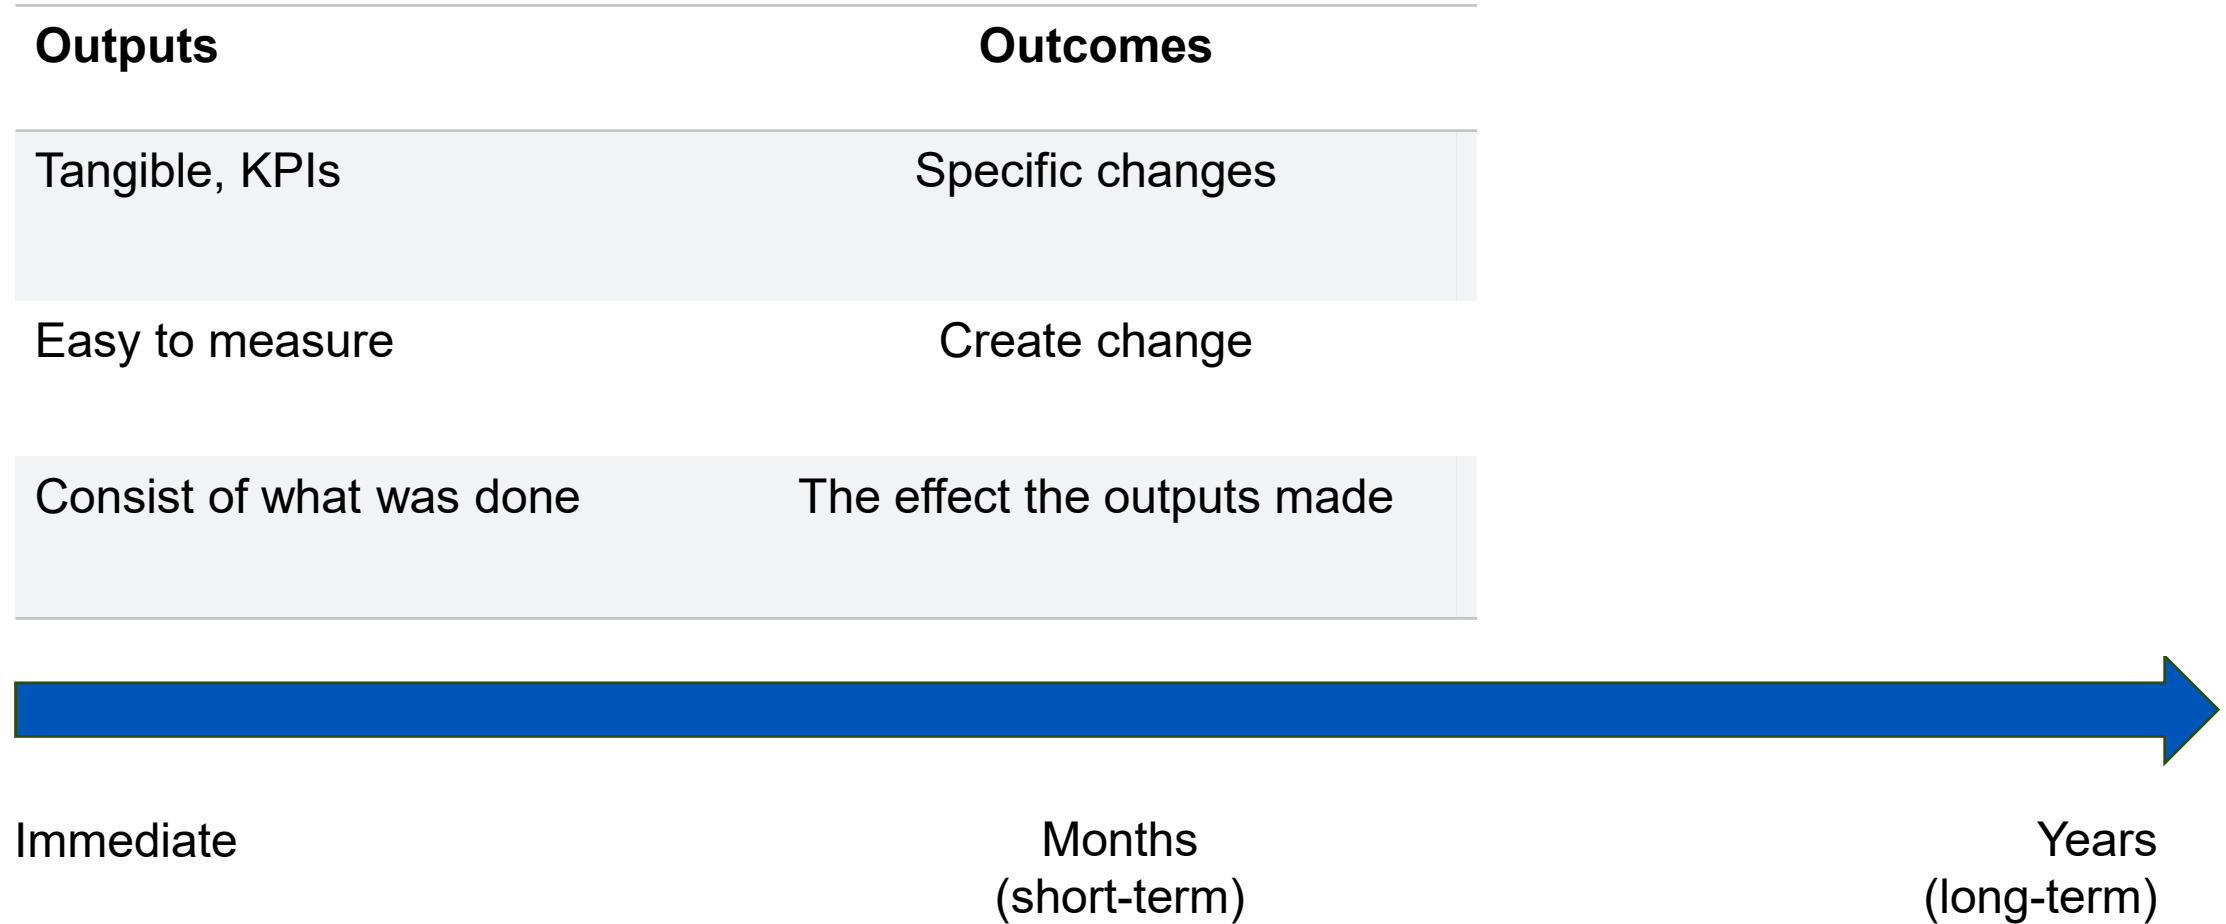 Outputs Outcomes
Tangible, KPIs Specific changes
Easy to measure Create change
Consist of what was done The effect the outputs made
Immediate Months Years
(short-term) (long-term)